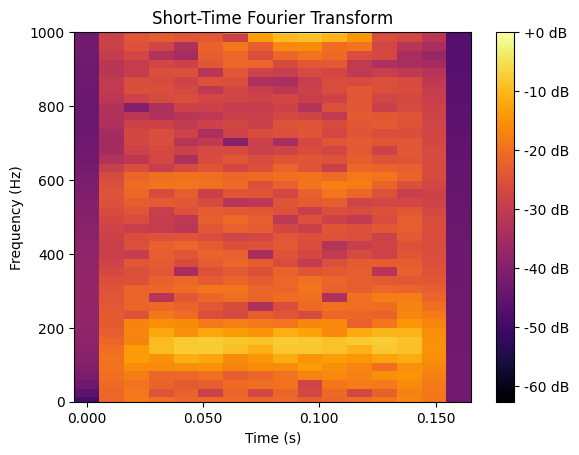 Short-Time Fourier Transform
1000
800
600
400
200
0
Frequency (Hz)
0.000
0.050
0.100
0.150
Time (s)
+0 dB
-10 dB
-20 dB
-30 dB
-40 dB
-50 dB
-60 dB